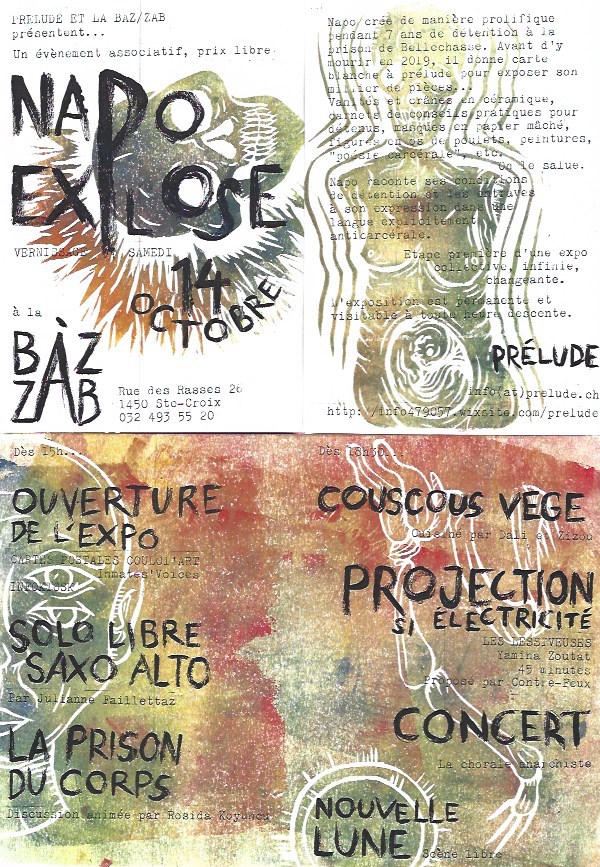 PRELUDE ET LA BAZ/ZAB
présentent...
Un évènement associatif, prix libre.
NAPO
EXPLOSE
VERNISSAGE SAMEDI
14
OCTOBRE
à la
BÀZ
ZAB
Rue des Rasses 26
1450 Ste-Croix
032 493 55 20
Napo crée de manière prolifique
pendant 7 ans de détention à la
prison de Bellechasse. Avant d'y
mourir en 2019, il donne carte
blanche à prélude pour exposer son
millier de pièces...
Vanités et crânes en céramique,
carnets de conseils pratiques pour
détenus, masques en papier mâché,
figures en os de poulets, peintures,
"poésie carcérale", etc.
On le salue.
Napo raconte ses conditions
de détention et les entraves
à son expression dans une
langue explicitement
anticarcérale.
Etape première d'une expo
collective, infinie,
changeante.
L'exposition est permanente et
visitable à toute heure descente.
PRÉLUDE
info(at)prelude.ch
http://info479057.wixsite.com/prelude
Dès 15h...
OUVERTURE
DE L'EXPO
CARTES POSTALES COULOI'ART
Inmates'Voices
INFOKIOSK
SOLO LIBRE
SAXO ALTO
Par Julianne Paillettaz
LA PRISON
DU CORPS
Discussion animée par Rosida Koyuncu
Dès 18h30...
COUSCOUS VEGE
Cuisiné par Dali et Zizou
PROJECTION
SI ÉLECTRICITÉ
LES LESSIVEUSES
Yamina Zoutat
45 minutes
Proposé par Contre-Feux
CONCERT
La chorale anarchiste
NOUVELLE
LUNE
Scène libre